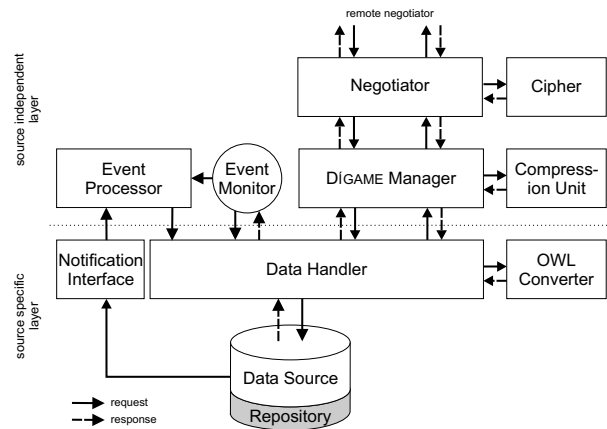 remote negotiator
source independent
layer
Negotiator
Cipher
Event
Processor
Event
Monitor
DÍGAME Manager
Compress-
ion Unit
Notification
Interface
Data Handler
OWL
Converter
source specific
layer
Data Source
Repository
request
response